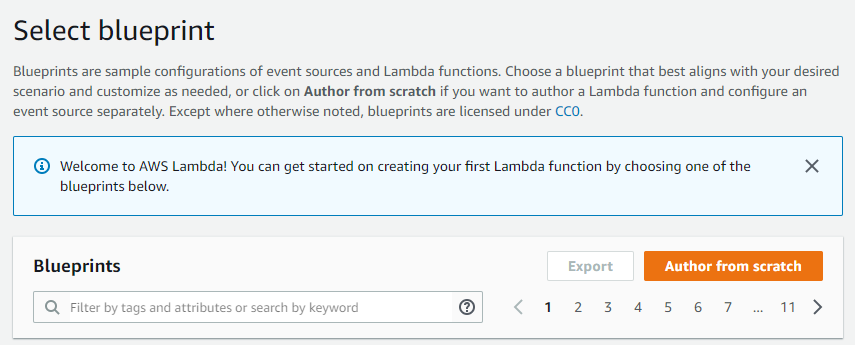 Select blueprint
Blueprints are sample configurations of event sources and Lambda functions. Choose a blueprint that best aligns with your desired
scenario and customize as needed, or click on Author from scratch if you want to author a Lambda function and configure an
event source separately. Except where otherwise noted, blueprints are licensed under CC0.
Welcome to AWS Lambda! You can get started on creating your first Lambda function by choosing one of the
blueprints below.
Blueprints Export Author from scratch
Filter by tags and attributes or search by keyword 1 2 3 4 5 6 7 ... 11